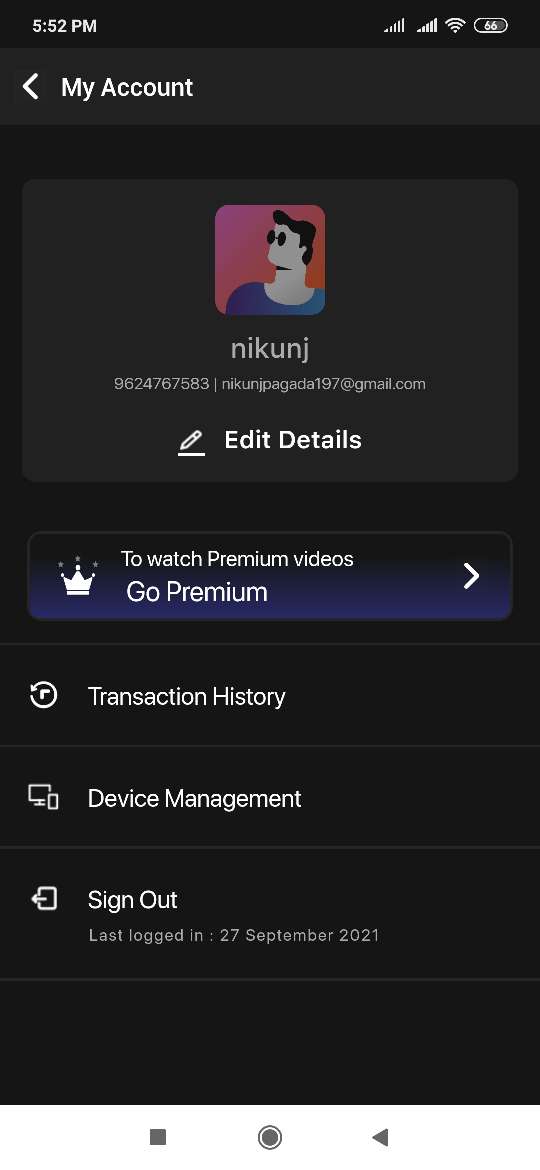 5:52 PM
66
My Account
nikunj
9624767583 | nikunjpagada197@gmail.com
Edit Details
To watch Premium videos
Go Premium
Transaction History
Device Management
Sign Out
Last logged in : 27 September 2021